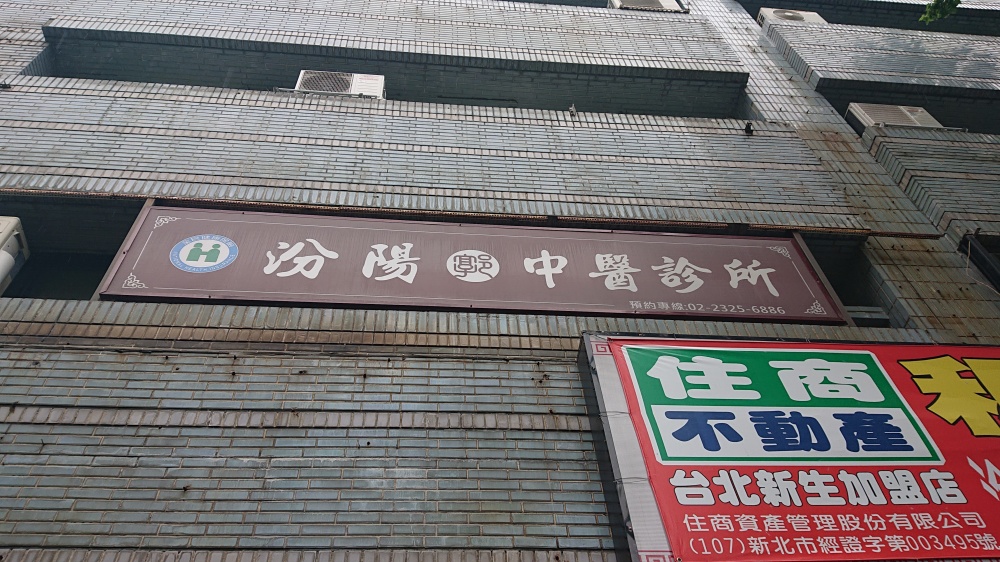 汾陽郭中醫診所
預約專線:02-2325-6886
住商
不動產
台北新生加盟店
住商資產管理股份有限公司
(107)新北市經證字第003495號